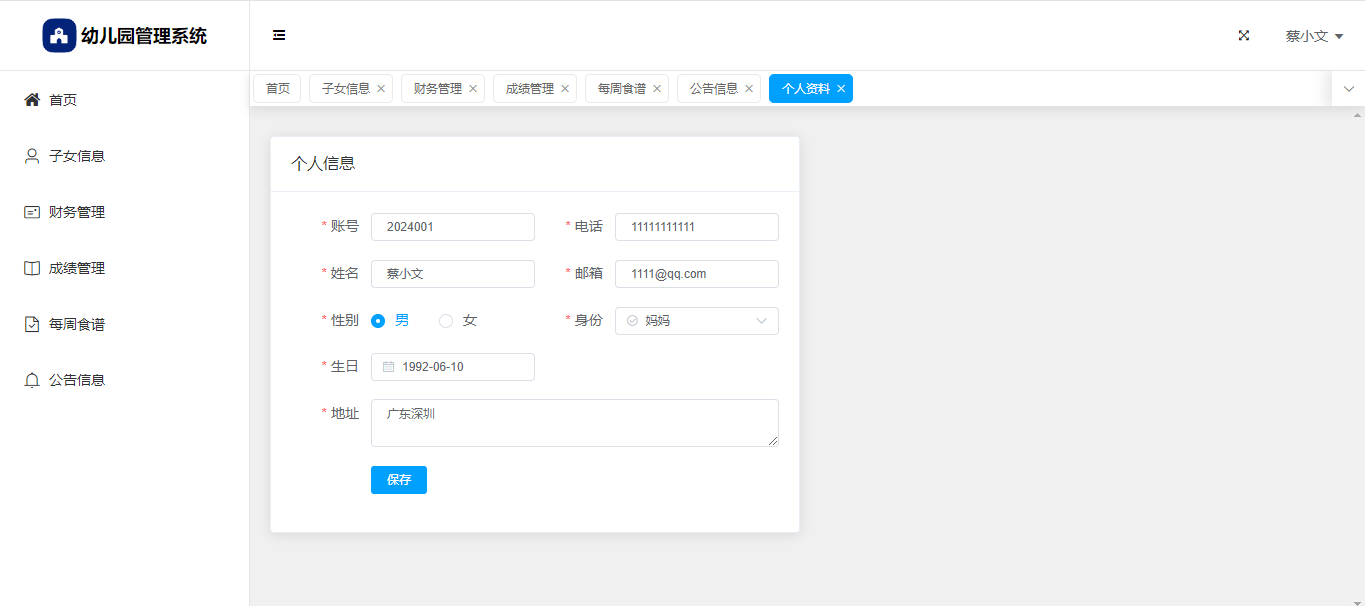 幼儿园管理系统
蔡小文
首页
子女信息
财务管理
成绩管理
每周食谱
公告信息
首页 子女信息 财务管理 成绩管理 每周食谱 公告信息 个人资料
个人信息
* 账号 2024001 * 电话 11111111111
* 姓名 蔡小文 * 邮箱 1111@qq.com
* 性别 男 女 * 身份 妈妈
* 生日 1992-06-10
* 地址 广东深圳
保存